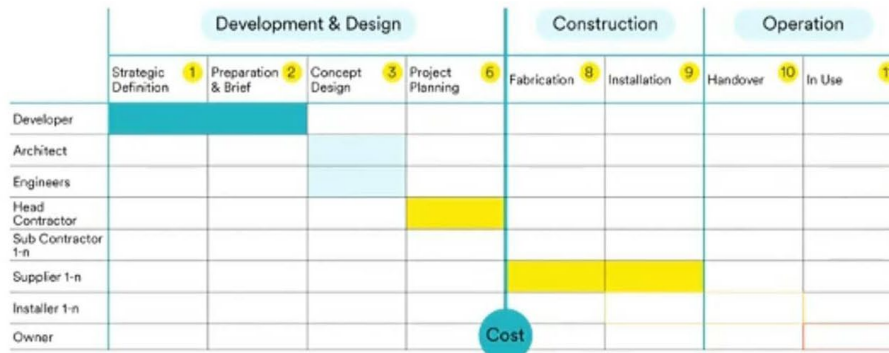 Development & Design Construction Operation
Strategic Definition 1 Preparation & Brief 2 Concept Design 3 Project Planning 6 Fabrication 8 Installation 9 Handover 10 In Use
Developer
Architect
Engineers
Head
Contractor
Sub Contractor
1-n
Supplier 1-n
Installer 1-n
Owner
Cost